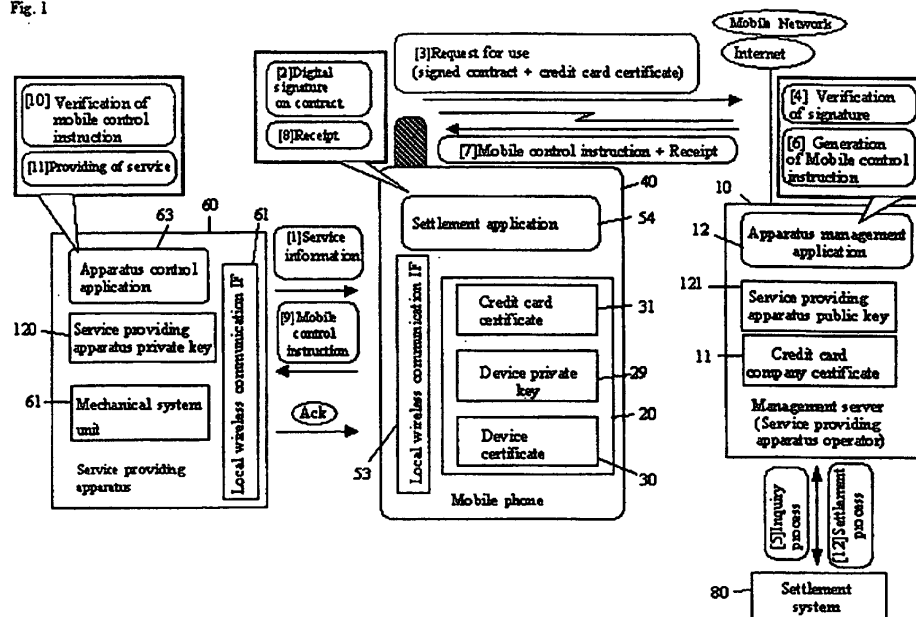 Fig. 1
Mobile Network
Internet
[3]Request for use
(signed contract + credit card certificate)
[2]Digital
signature
on contract
[8]Receipt
[10] Verification of
mobile control
instruction
[11]Providing of service
[4] Verification
of signature
[6] Generation
of Mobile control
instruction
[7]Mobile control instruction + Receipt
63
60
61
40
10
Apparatus control
application
[1]Service
information
Settlement application
54
12
Apparatus management
application
120
Service providing
apparatus private key
Local wireless communication IF
[9]Mobile
control
instruction
Local wireless communication IF
Credit card
certificate
31
121
Service providing
apparatus public key
61
Mechanical system
unit
Device private
key
29
11
Credit card
company certificate
Ack
20
Device
certificate
30
Management server
(Service providing
apparatus operator)
Service providing
apparatus
53
Mobile phone
[5]Inquiry
process
[12]Settlament
process
80
Settlement
system